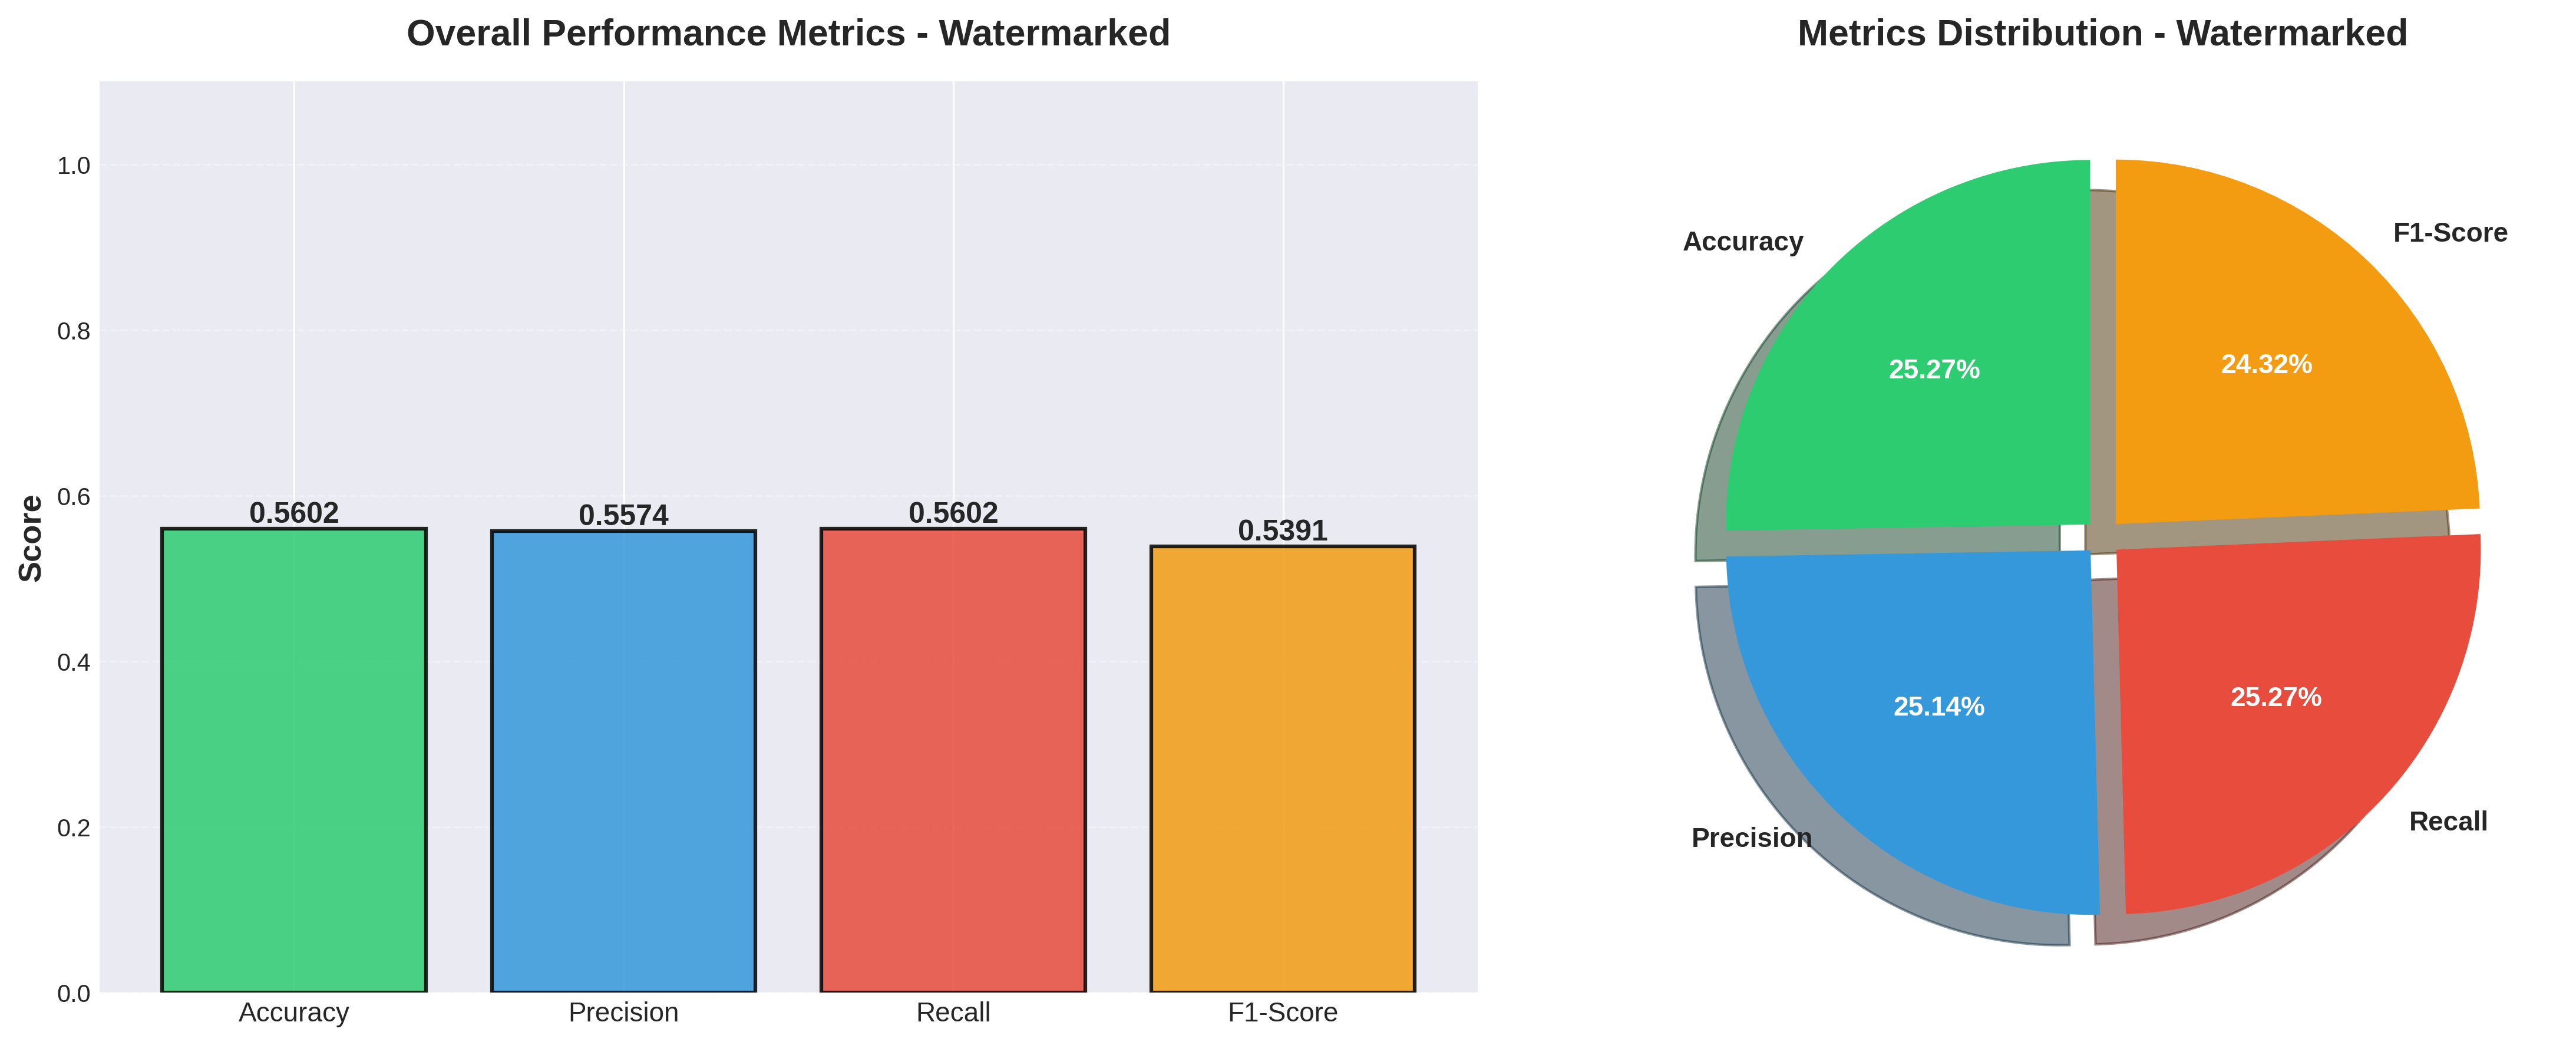 Overall Performance Metrics - Watermarked
Score
1.0
0.8
0.6
0.4
0.2
0.0
0.5602
0.5574
0.5602
0.5391
Accuracy
Precision
Recall
F1-Score
Metrics Distribution - Watermarked
Accuracy
F1-Score
25.27%
24.32%
25.14%
25.27%
Precision
Recall